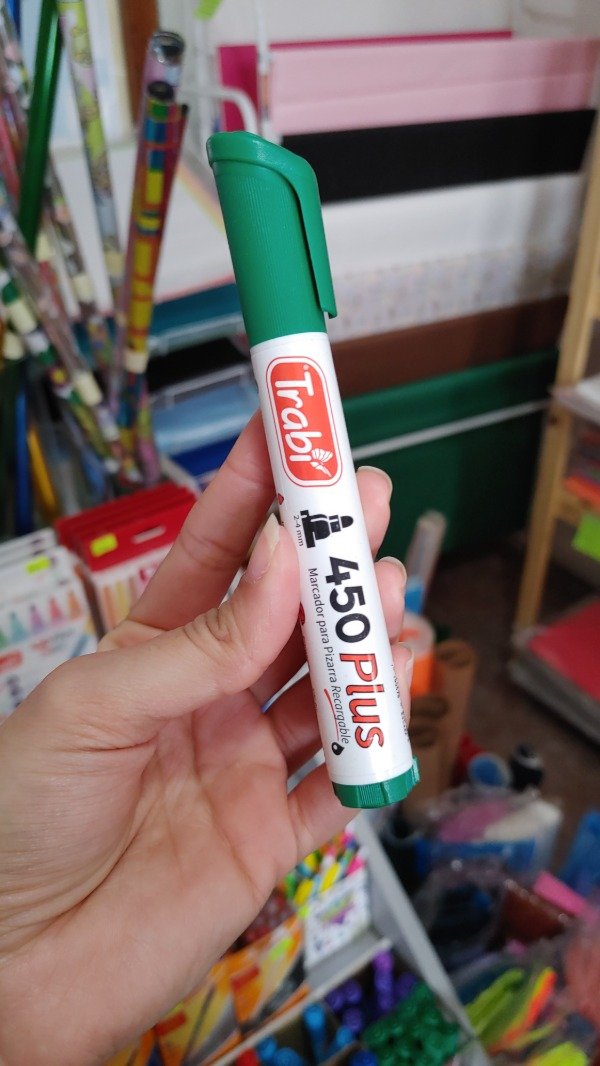 Trabi
2-4 mm
450 Plus
Marcador para Pizarra Recargable